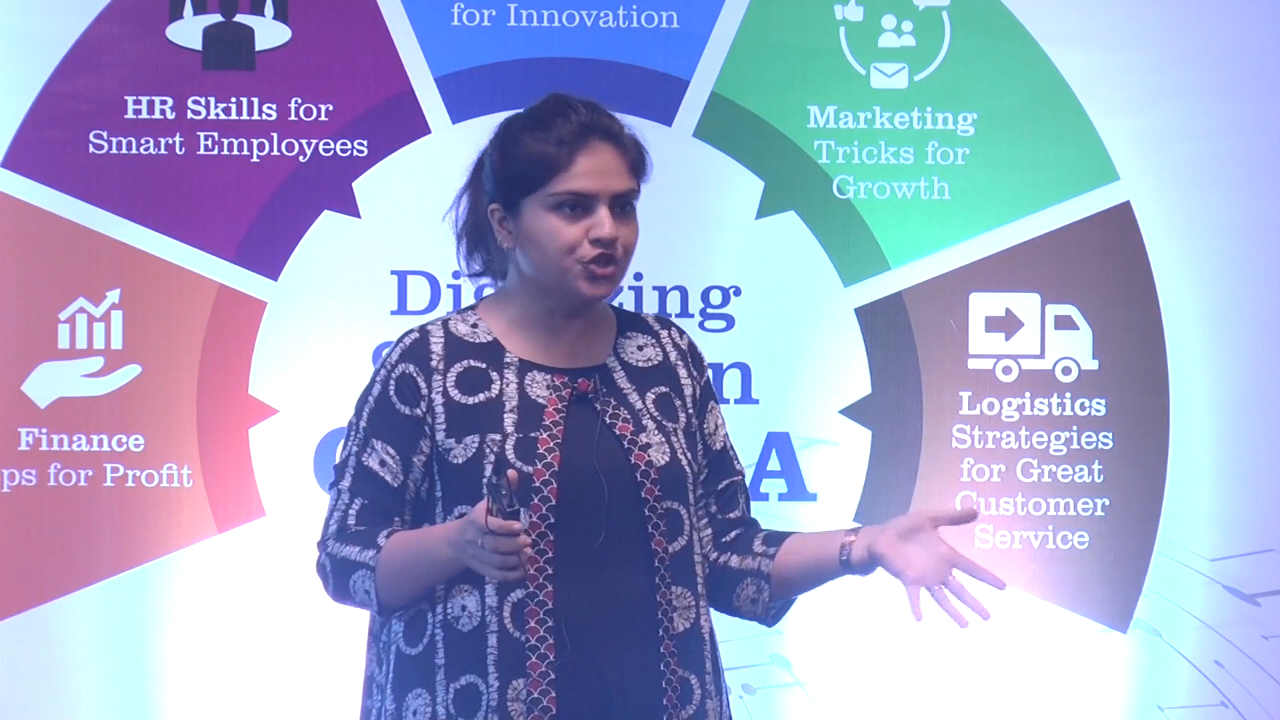 for Innovation
HR Skills for
Smart Employees
Marketing
Tricks for
Growth
Finance
ps for Profit
Logistics
Strategies
for Great
Customer
Service